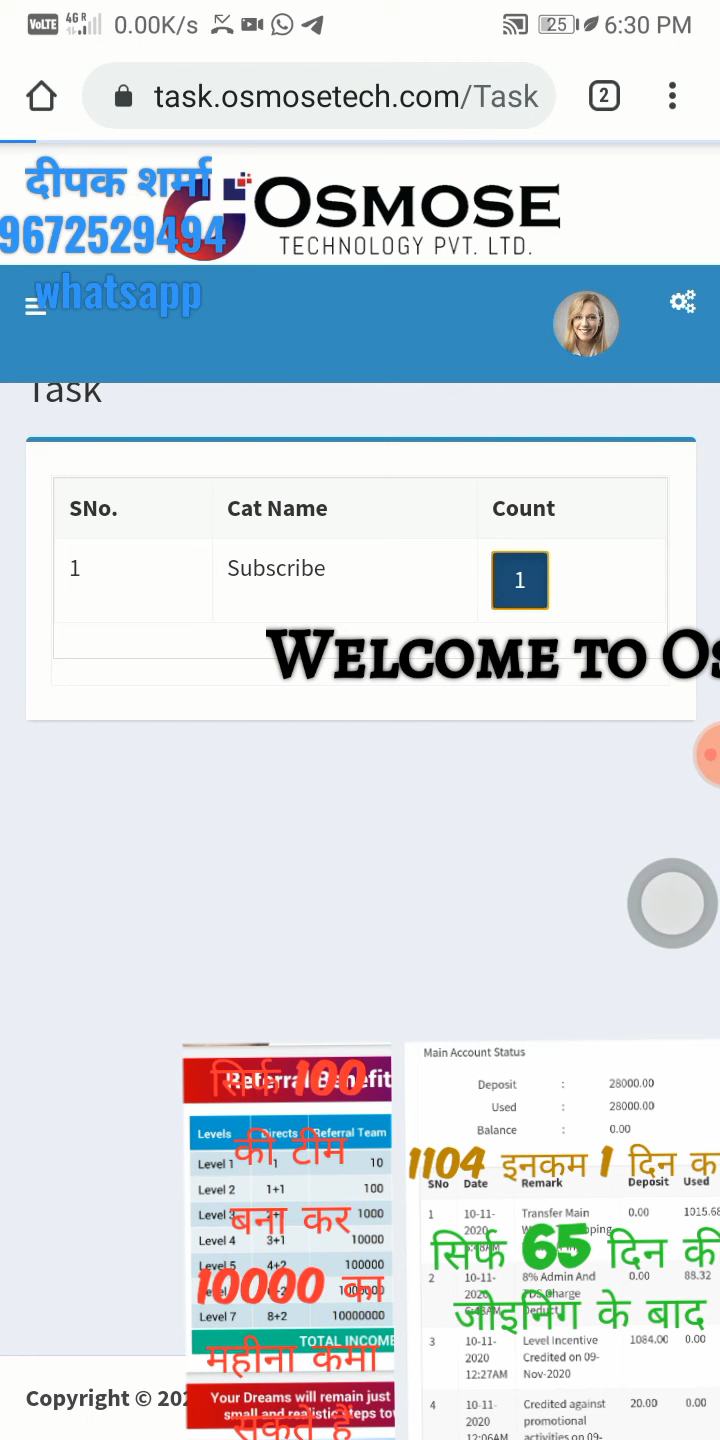 VoLTE 4G R 0.00K/s 25 6:30 PM
task.osmosetech.com/Task 2
दीपक शर्मा
9672529494
whatsapp
OSMOSE
TECHNOLOGY PVT. LTD.
Task
SNo. Cat Name Count
1 Subscribe 1
WELCOME TO OS
Referral Benefit
सिर्फ 100
की टीम
बना कर
10000 का
महीना कमा
सकते हैं
Levels Directs Referral Team
Level 1 1 10
Level 2 1+1 100
Level 3 1000
Level 4 3+1 10000
Level 5 4+2 100000
1000000
Level 7 8+2 10000000
TOTAL INCOME
Your Dreams will remain just
small and realistic steps to
Main Account Status
Deposit : 28000.00
Used : 28000.00
Balance : 0.00
1104 इनकम 1 दिन क
सिर्फ 65 दिन की
जोइनिंग के बाद
SNo Date Remark Deposit Used
1 10-11-2020 Transfer Main 0.00 1015.68
2 10-11-2020 8% Admin And TDS Charge Deduct 0.00 88.32
3 10-11-2020 12:27AM Level Incentive Credited on 09-Nov-2020 1084.00 0.00
4 10-11-2020 12:06AM Credited against promotional activities on 09- 20.00 0.00
Copyright © 202